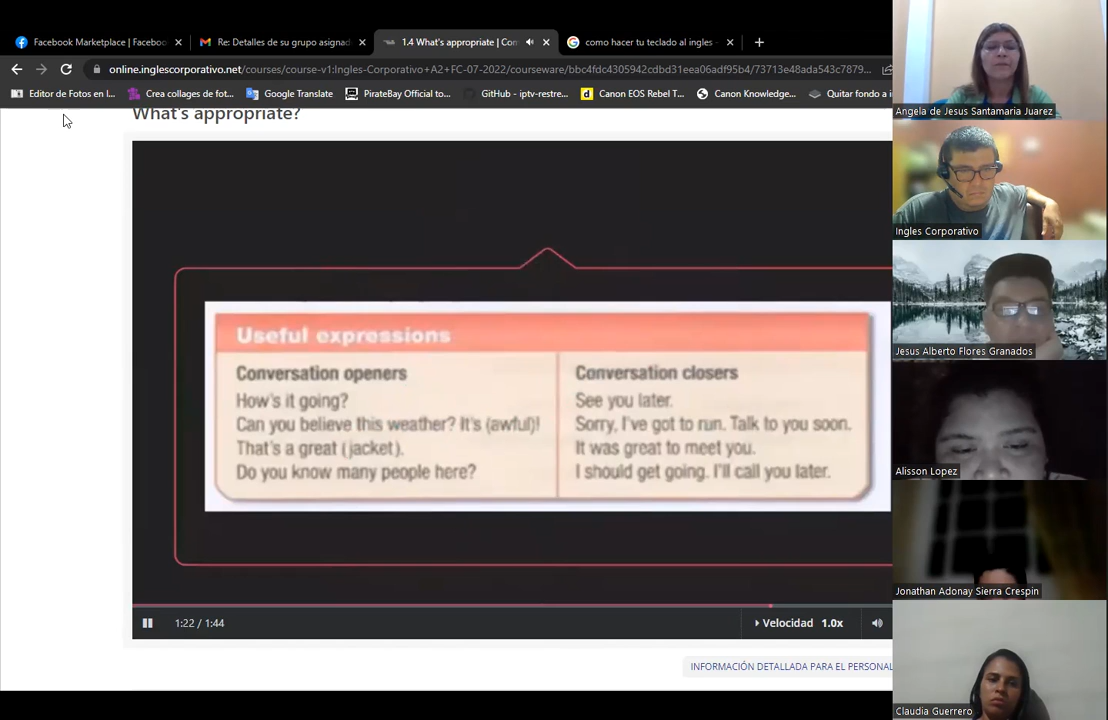 Facebook Marketplace | Faceboo
Re: Detalles de su grupo asignad
1.4 What's appropriate | Con
como hacer tu teclado al ingles -
online.inglescorporativo.net/courses/course-v1:Ingles-Corporativo+A2+FC-07-2022/courseware/bbc4fdc4305942cdbd31eea06adf95b4/73713e48ada543c7879...
Editor de Fotos en l...
Crea collages de fot...
Google Translate
PirateBay Official to...
GitHub - iptv-restre...
Canon EOS Rebel T...
Canon Knowledge...
Quitar fondo a i
What's appropriate?
Useful expressions
Conversation openers
How's it going?
Can you believe this weather? It's (awful)!
That's a great (jacket).
Do you know many people here?
Conversation closers
See you later.
Sorry, I've got to run. Talk to you soon.
It was great to meet you.
I should get going. I'll call you later.
1:22 / 1:44
Velocidad 1.0x
INFORMACIÓN DETALLADA PARA EL PERSONAL
Angela de Jesus Santamaria Juarez
Ingles Corporativo
Jesus Alberto Flores Granados
Alisson Lopez
Jonathan Adonay Sierra Crespin
Claudia Guerrero